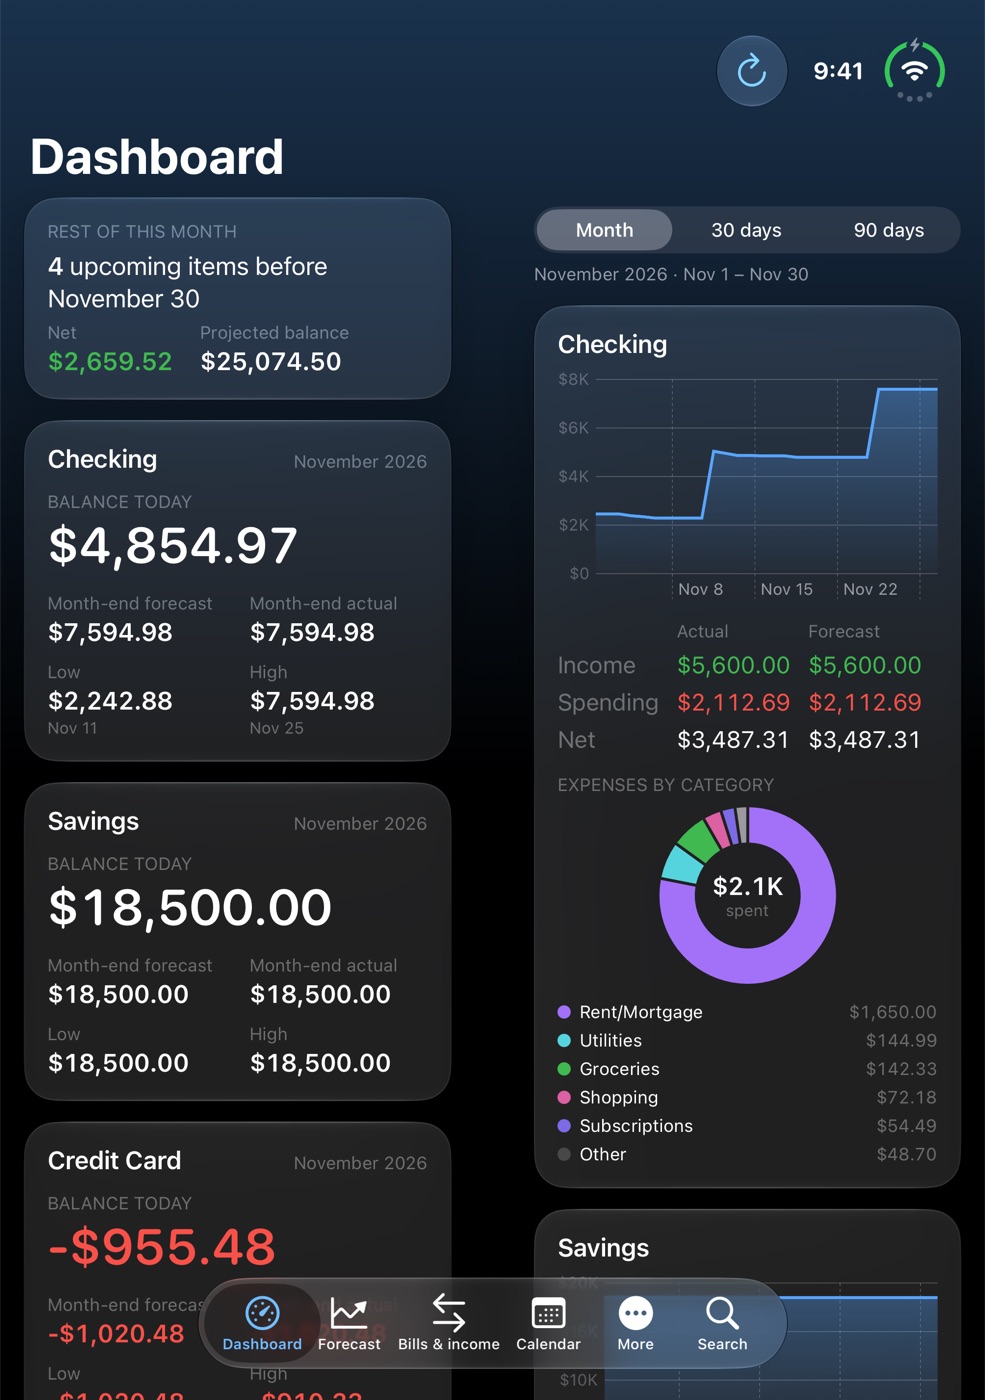 9:41
Dashboard
REST OF THIS MONTH
4 upcoming items before
November 30
Net Projected balance
$2,659.52 $25,074.50
Checking November 2026
BALANCE TODAY
$4,854.97
Month-end forecast Month-end actual
$7,594.98 $7,594.98
Low High
$2,242.88 $7,594.98
Nov 11 Nov 25
Savings November 2026
BALANCE TODAY
$18,500.00
Month-end forecast Month-end actual
$18,500.00 $18,500.00
Low High
$18,500.00 $18,500.00
Credit Card November 2026
BALANCE TODAY
-$955.48
Month-end
-$1,020.48
Low High
Month 30 days 90 days
November 2026 · Nov 1 – Nov 30
Checking
$8K
$6K
$4K
$2K
$0
Nov 8 Nov 15 Nov 22
Actual Forecast
Income $5,600.00 $5,600.00
Spending $2,112.69 $2,112.69
Net $3,487.31 $3,487.31
EXPENSES BY CATEGORY
$2.1K
spent
Rent/Mortgage $1,650.00
Utilities $144.99
Groceries $142.33
Shopping $72.18
Subscriptions $54.49
Other $48.70
Savings
$20K
$10K
Dashboard Forecast Bills & income Calendar More Search